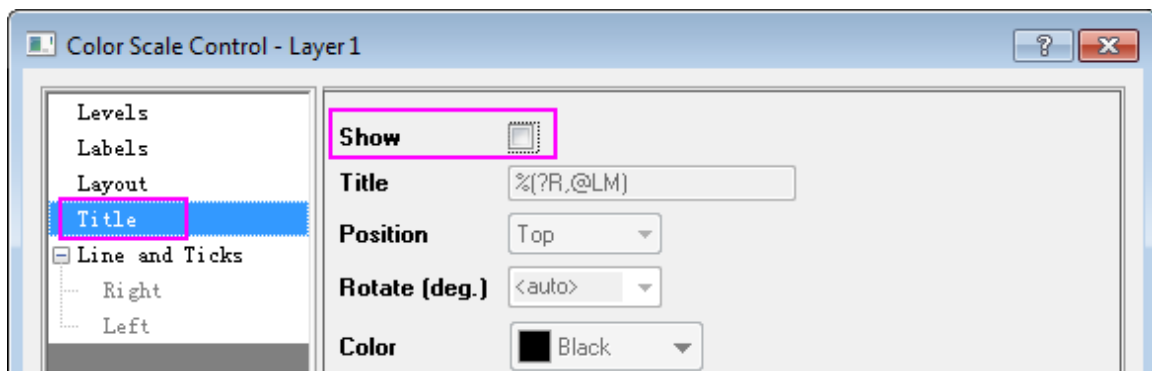 Color Scale Control - Layer 1
Levels
Labels
Layout
Title
Line and Ticks
Right
Left
Show
Title %(?R,@LM)
Position Top
Rotate (deg.) <auto>
Color Black